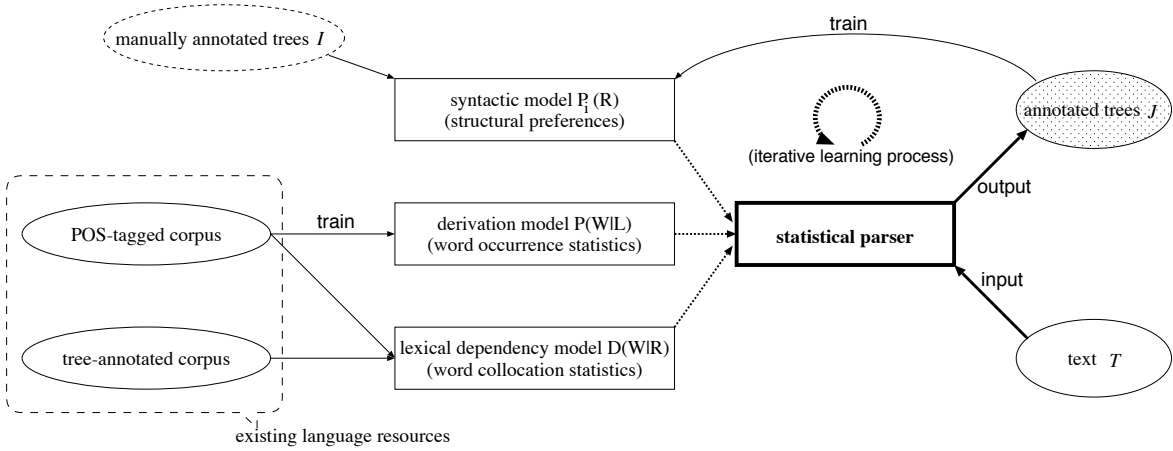 train
manually annotated trees I
syntactic model P_i (R)
(structural preferences)
annotated trees J
(iterative learning process)
output
train
POS-tagged corpus
derivation model P(W|L)
(word occurrence statistics)
statistical parser
input
tree-annotated corpus
lexical dependency model D(W|R)
(word collocation statistics)
text T
existing language resources